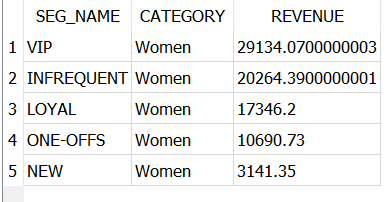 SEG_NAME CATEGORY REVENUE
1 VIP Women 29134.0700000003
2 INFREQUENT Women 20264.3900000001
3 LOYAL Women 17346.2
4 ONE-OFFS Women 10690.73
5 NEW Women 3141.35